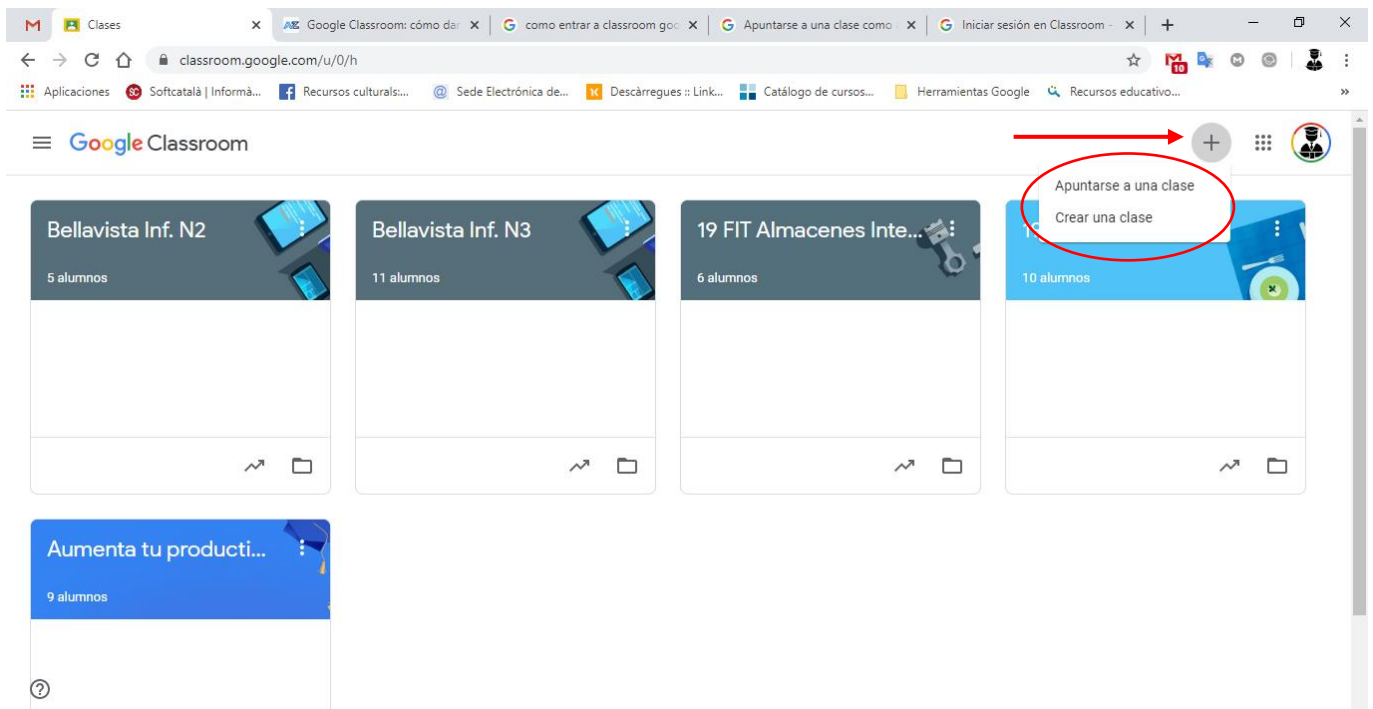 Clases
Google Classroom: cómo dar
como entrar a classroom goo
Apuntarse a una clase como
Iniciar sesión en Classroom -
classroom.google.com/u/0/h
10
Aplicaciones
Softcatalà | Informà...
Recursos culturals:...
Sede Electrónica de...
Descàrregues :: Link...
Catálogo de cursos...
Herramientas Google
Recursos educativo...
Google Classroom
Apuntarse a una clase
Crear una clase
Bellavista Inf. N2
5 alumnos
Bellavista Inf. N3
11 alumnos
19 FIT Almacenes Inte...
6 alumnos
10 alumnos
Aumenta tu producti...
9 alumnos